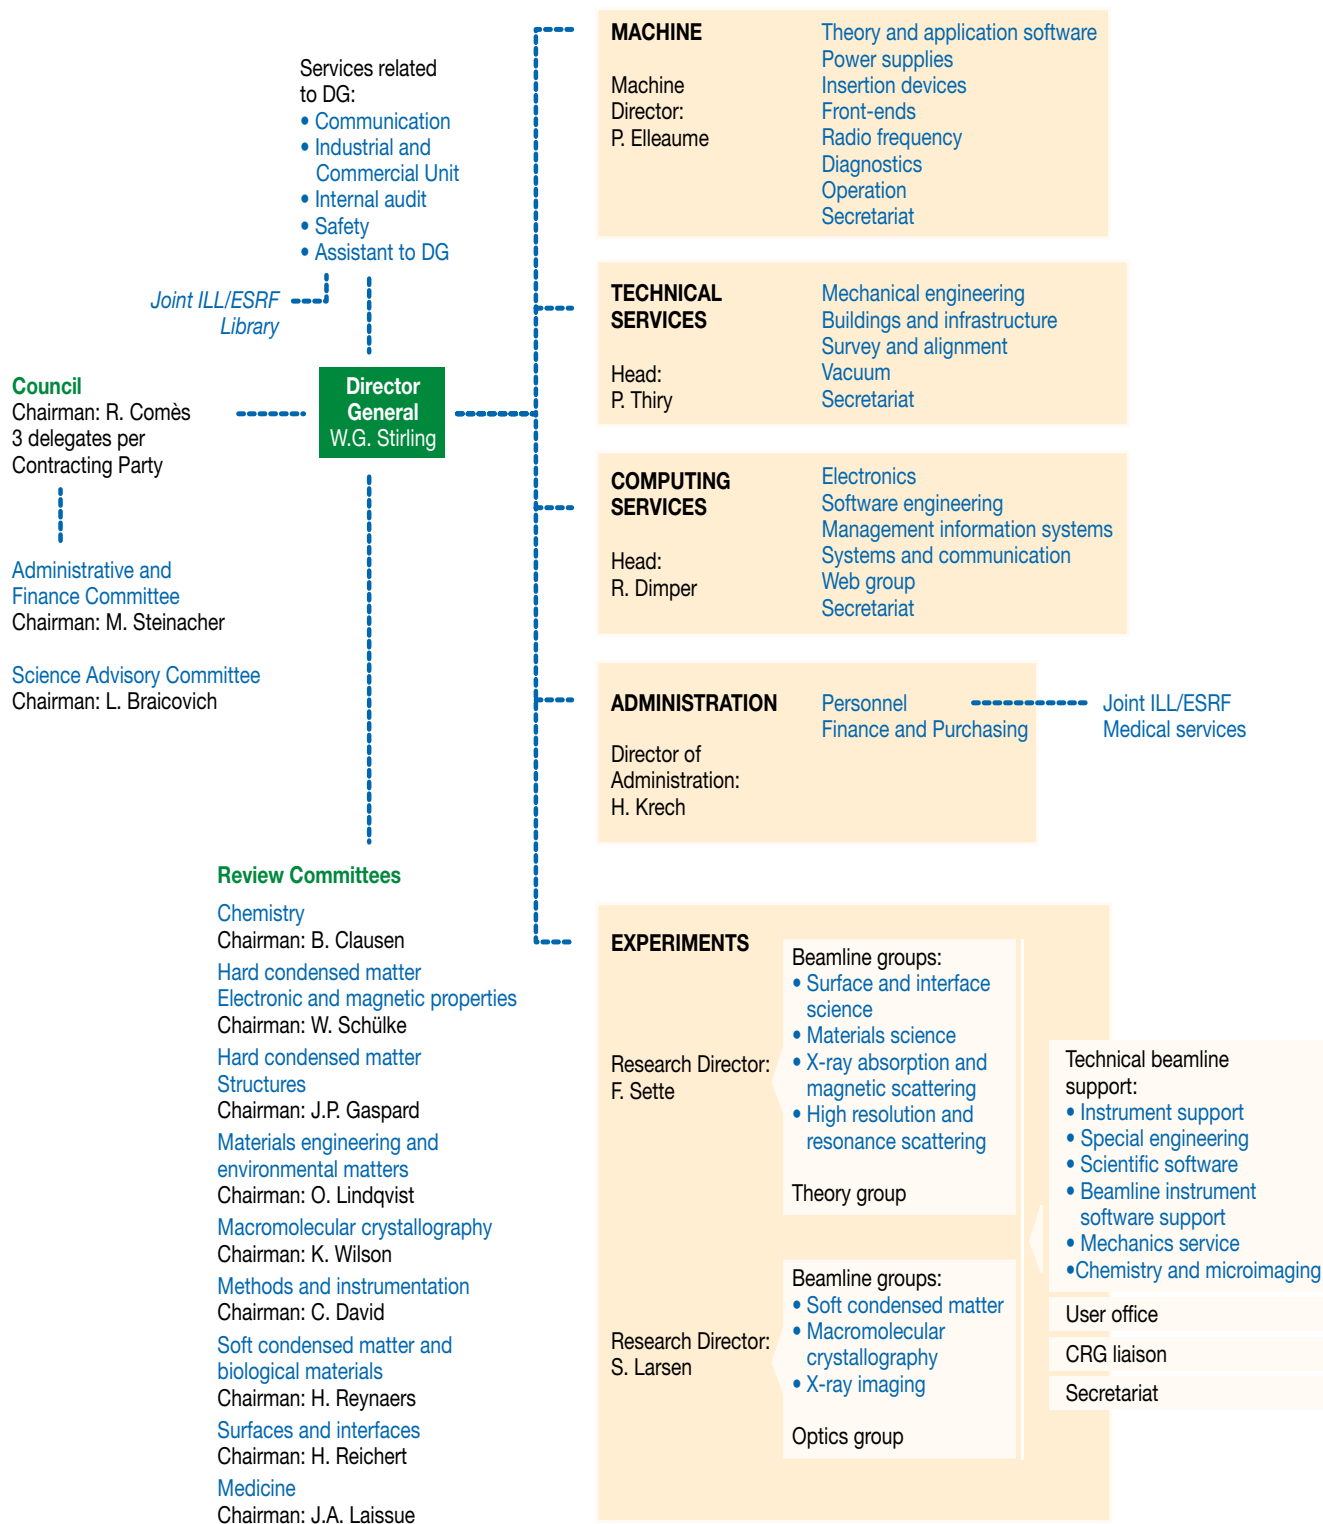 Services related
to DG:
• Communication
• Industrial and
Commercial Unit
• Internal audit
• Safety
• Assistant to DG
Joint ILL/ESRF
Library
Council
Chairman: R. Comès
3 delegates per
Contracting Party
Director
General
W.G. Stirling
Administrative and
Finance Committee
Chairman: M. Steinacher
Science Advisory Committee
Chairman: L. Braicovich
Review Committees
Chemistry
Chairman: B. Clausen
Hard condensed matter
Electronic and magnetic properties
Chairman: W. Schülke
Hard condensed matter
Structures
Chairman: J.P. Gaspard
Materials engineering and
environmental matters
Chairman: O. Lindqvist
Macromolecular crystallography
Chairman: K. Wilson
Methods and instrumentation
Chairman: C. David
Soft condensed matter and
biological materials
Chairman: H. Reynaers
Surfaces and interfaces
Chairman: H. Reichert
Medicine
Chairman: J.A. Laissue
MACHINE
Machine
Director:
P. Elleaume
Theory and application software
Power supplies
Insertion devices
Front-ends
Radio frequency
Diagnostics
Operation
Secretariat
TECHNICAL
SERVICES
Head:
P. Thiry
Mechanical engineering
Buildings and infrastructure
Survey and alignment
Vacuum
Secretariat
COMPUTING
SERVICES
Head:
R. Dimper
Electronics
Software engineering
Management information systems
Systems and communication
Web group
Secretariat
ADMINISTRATION
Director of
Administration:
H. Krech
Personnel
Finance and Purchasing
Joint ILL/ESRF
Medical services
EXPERIMENTS
Research Director:
F. Sette
Beamline groups:
• Surface and interface
science
• Materials science
• X-ray absorption and
magnetic scattering
• High resolution and
resonance scattering
Theory group
Research Director:
S. Larsen
Beamline groups:
• Soft condensed matter
• Macromolecular
crystallography
• X-ray imaging
Optics group
Technical beamline
support:
• Instrument support
• Special engineering
• Scientific software
• Beamline instrument
software support
• Mechanics service
•Chemistry and microimaging
User office
CRG liaison
Secretariat